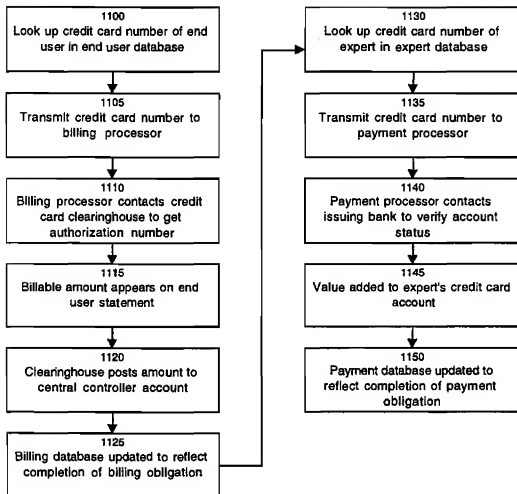 1100
Look up credit card number of end
user in end user database
1105
Transmit credit card number to
billing processor
1110
Billing processor contacts credit
card clearinghouse to get
authorization number
1115
Billable amount appears on end
user statement
1120
Clearinghouse posts amount to
central controller account
1125
Billing database updated to reflect
completion of billing obligation
1130
Look up credit card number of
expert in expert database
1135
Transmit credit card number to
payment processor
1140
Payment processor contacts
issuing bank to verify account
status
1145
Value added to expert's credit card
account
1150
Payment database updated to
reflect completion of payment
obligation